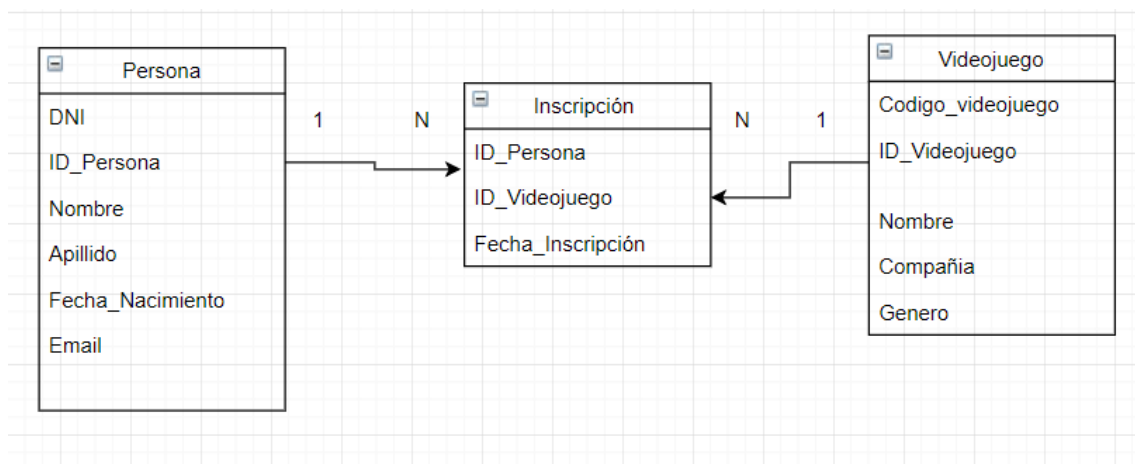 Persona
DNI
ID_Persona
Nombre
Apillido
Fecha_Nacimiento
Email
1
N
Inscripción
ID_Persona
ID_Videojuego
Fecha_Inscripción
N
1
Videojuego
Codigo_videojuego
ID_Videojuego
Nombre
Compañia
Genero